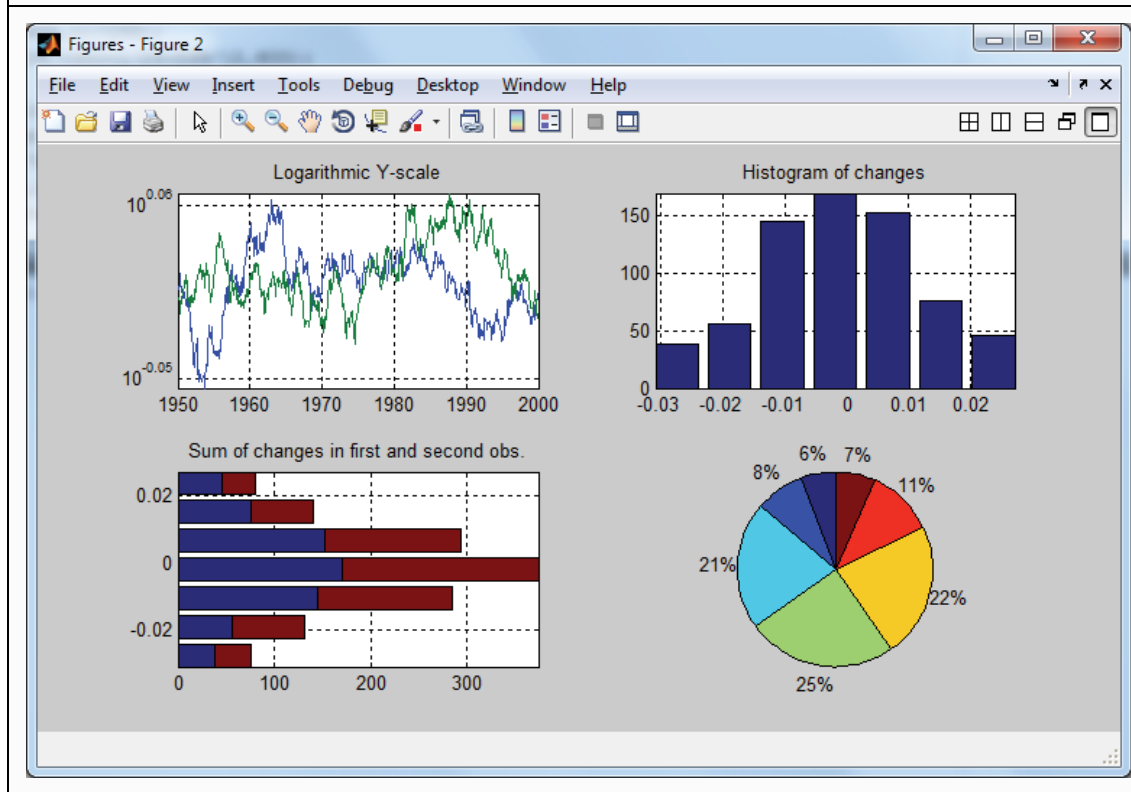 Figures - Figure 2
File Edit View Insert Tools Debug Desktop Window Help
Logarithmic Y-scale
10^0.06
10^-0.05
1950 1960 1970 1980 1990 2000
Histogram of changes
150
100
50
0
-0.03 -0.02 -0.01 0 0.01 0.02
Sum of changes in first and second obs.
0.02
0
-0.02
0 100 200 300
6% 7%
8% 11%
21%
22%
25%